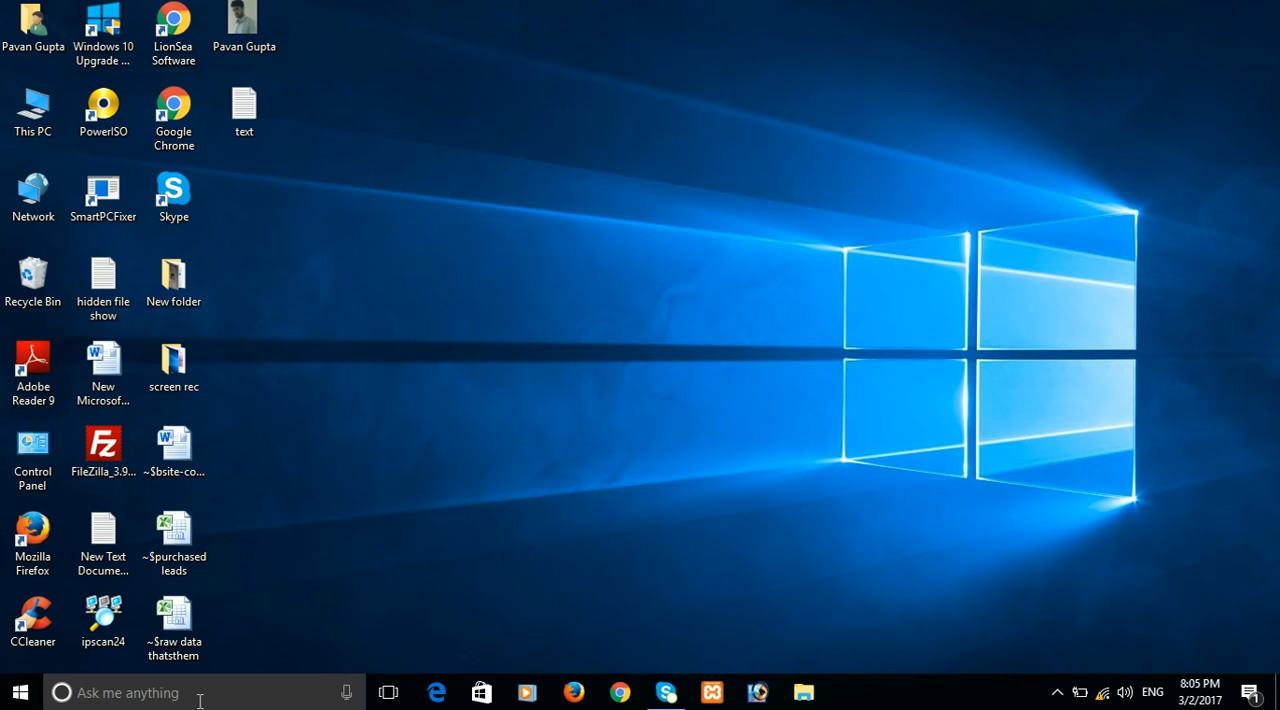 Pavan Gupta
Windows 10
Upgrade ...
LionSea
Software
Pavan Gupta
This PC
PowerISO
Google
Chrome
text
Network
SmartPCFixer
Skype
Recycle Bin
hidden file
show
New folder
Adobe
Reader 9
New
Microsof...
screen rec
Control
Panel
FileZilla_3.9...
~$bsite-co...
Mozilla
Firefox
New Text
Docume...
~$purchased
leads
CCleaner
ipscan24
~$raw data
thatsthem
Ask me anything
ENG
8:05 PM
3/2/2017
1